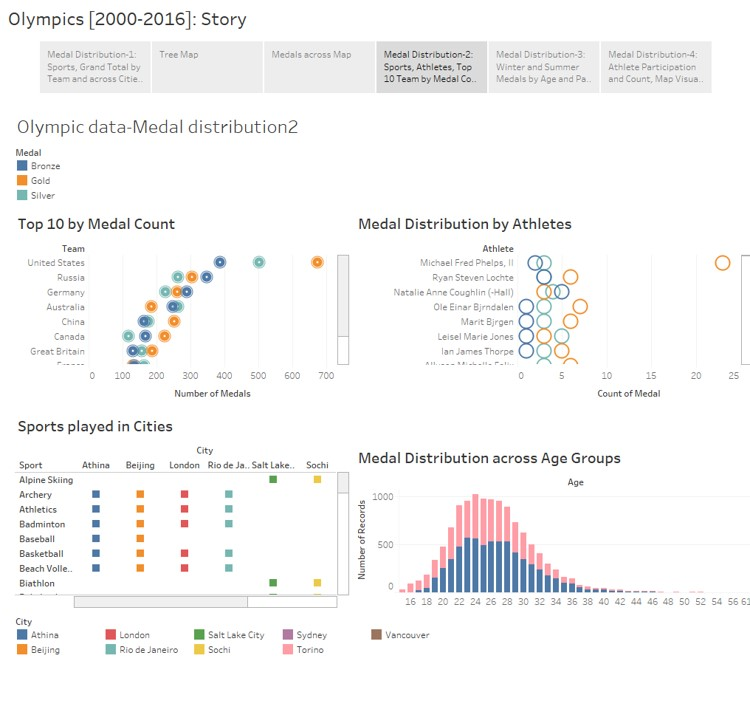 Olympics [2000-2016]: Story
Medal Distribution-1:
Sports, Grand Total by
Team and across Citie..
Tree Map
Medals across Map
Medal Distribution-2:
Sports, Athletes, Top
10 Team by Medal Co..
Medal Distribution-3:
Winter and Summer
Medals by Age and Pa..
Medal Distribution-4:
Athlete Participation
and Count, Map Visua..
Olympic data-Medal distribution2
Medal
Bronze
Gold
Silver
Top 10 by Medal Count
Team
United States
Russia
Germany
Australia
China
Canada
Great Britain
0 100 200 300 400 500 600 700
Number of Medals
Medal Distribution by Athletes
Athlete
Michael Fred Phelps, II
Ryan Steven Lochte
Natalie Anne Coughlin (-Hall)
Ole Einar Bjrndalen
Marit Bjrgen
Leisel Marie Jones
Ian James Thorpe
0 5 10 15 20 25
Count of Medal
Sports played in Cities
City
Sport Athina Beijing London Rio de Ja.. Salt Lake.. Sochi
Alpine Skiing
Archery
Athletics
Badminton
Baseball
Basketball
Beach Volle..
Biathlon
Medal Distribution across Age Groups
Age
Number of Records
1000
500
0
16 18 20 22 24 26 28 30 32 34 36 38 40 42 44 46 48 50 52 54 56 61
City
Athina London Salt Lake City Sydney Vancouver
Beijing Rio de Janeiro Sochi Torino